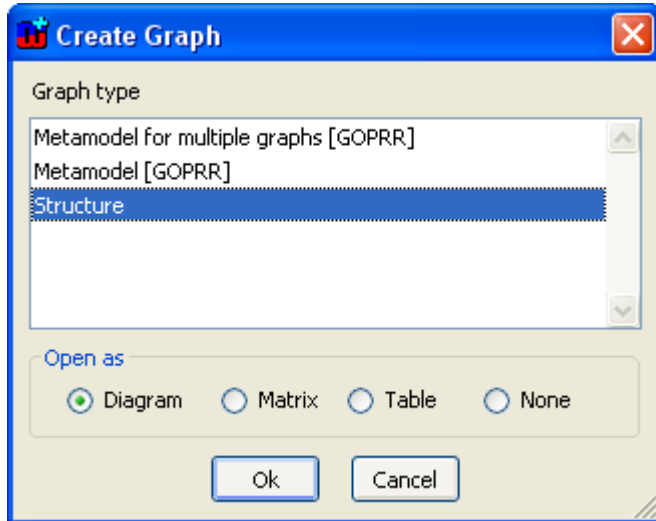 Create Graph
Graph type
Metamodel for multiple graphs [GOPRR]
Metamodel [GOPRR]
Structure
Open as
Diagram Matrix Table None
Ok Cancel